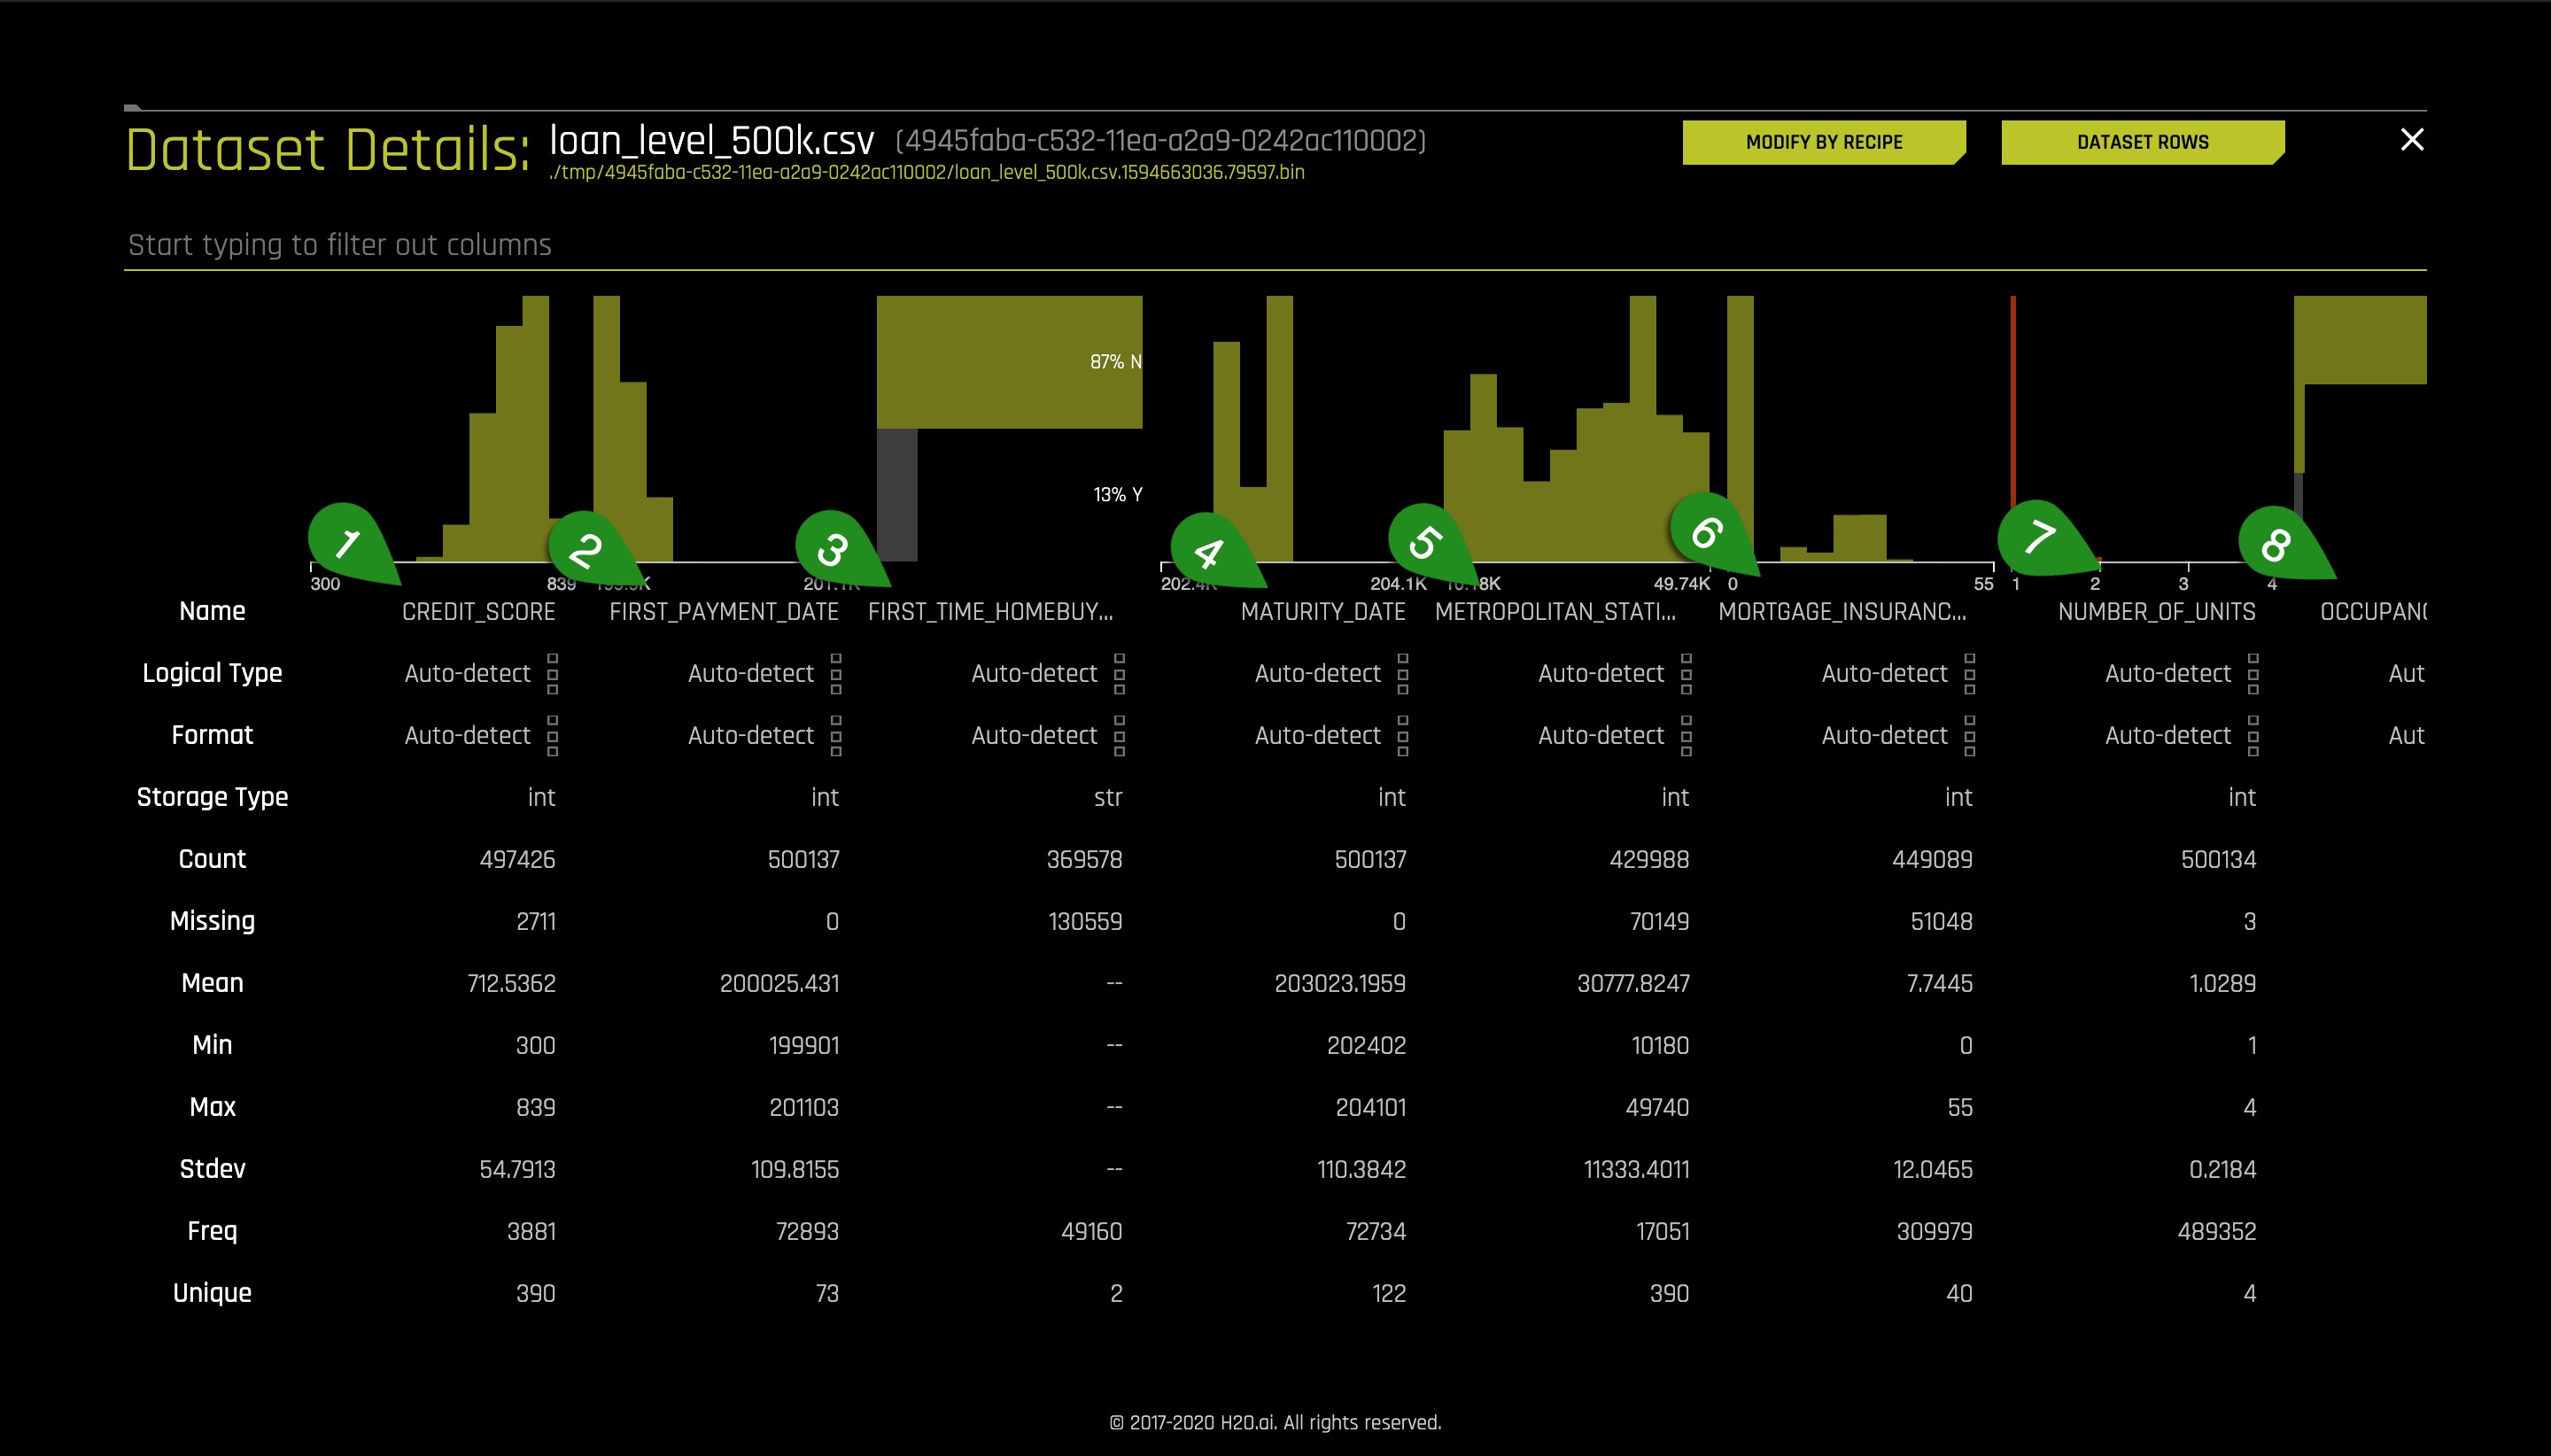 Dataset Details: loan_level_500k.csv (4945faba-c532-11ea-a2a9-0242ac110002)
./tmp/4945faba-c532-11ea-a2a9-0242ac110002/loan_level_500k.csv.1594663036.79597.bin
MODIFY BY RECIPE
DATASET ROWS
Start typing to filter out columns
87% N
13% Y
1 2 3 4 5 6 7 8
300 839 202.4K 204.1K 49.74K 0 55 1 2 3 4
Name CREDIT_SCORE FIRST_PAYMENT_DATE FIRST_TIME_HOMEBUY... MATURITY_DATE METROPOLITAN_STATI... MORTGAGE_INSURANC... NUMBER_OF_UNITS OCCUPANC
Logical Type Auto-detect Auto-detect Auto-detect Auto-detect Auto-detect Auto-detect Auto-detect Aut
Format Auto-detect Auto-detect Auto-detect Auto-detect Auto-detect Auto-detect Auto-detect Aut
Storage Type int int str int int int int
Count 497426 500137 369578 500137 429988 449089 500134
Missing 2711 0 130559 0 70149 51048 3
Mean 712.5362 200025.431 -- 203023.1959 30777.8247 7.7445 1.0289
Min 300 199901 -- 202402 10180 0 1
Max 839 201103 -- 204101 49740 55 4
Stdev 54.7913 109.8155 -- 110.3842 11333.4011 12.0465 0.2184
Freq 3881 72893 49160 72734 17051 309979 489352
Unique 390 73 2 122 390 40 4
© 2017-2020 H2O.ai. All rights reserved.